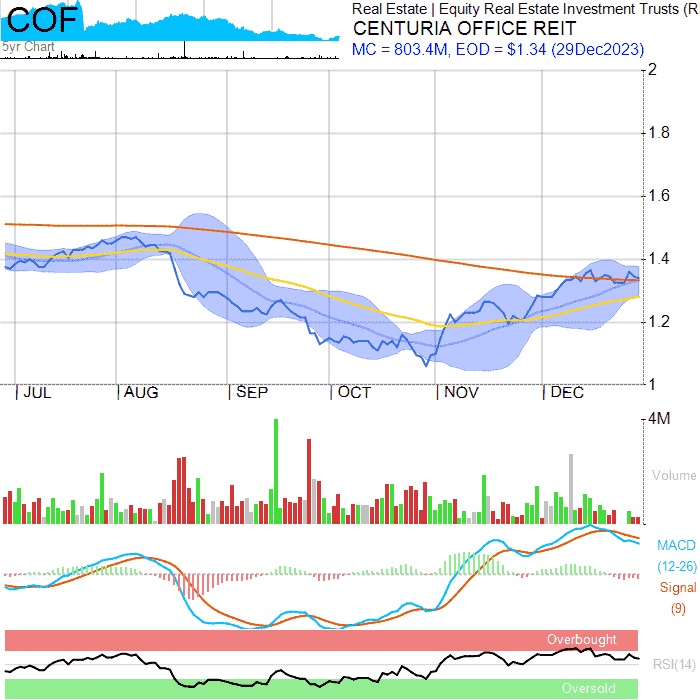 COF
5yr Chart
Real Estate | Equity Real Estate Investment Trusts (R
CENTURIA OFFICE REIT
MC = 803.4M, EOD = $1.34 (29Dec2023)
2
1.8
1.6
1.4
1.2
1
|JUL |AUG |SEP |OCT |NOV |DEC
4M
Volume
MACD
(12-26)
Signal
(9)
Overbought
RSI(14)
Oversold